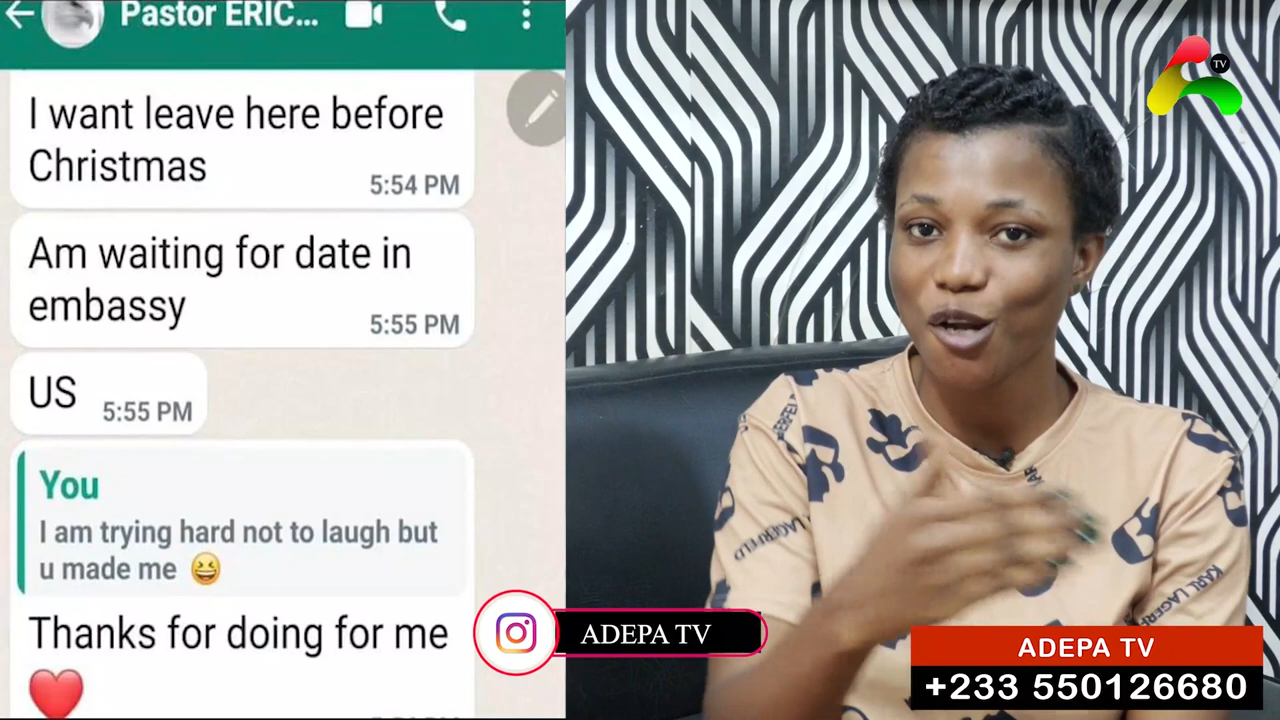 Pastor ERIC...
I want leave here before
Christmas
5:54 PM
Am waiting for date in
embassy
5:55 PM
US
5:55 PM
You
I am trying hard not to laugh but
u made me 😆
Thanks for doing for me
❤️
TV
KARL LAGERFELD
ADEPA TV
ADEPA TV
+233 550126680